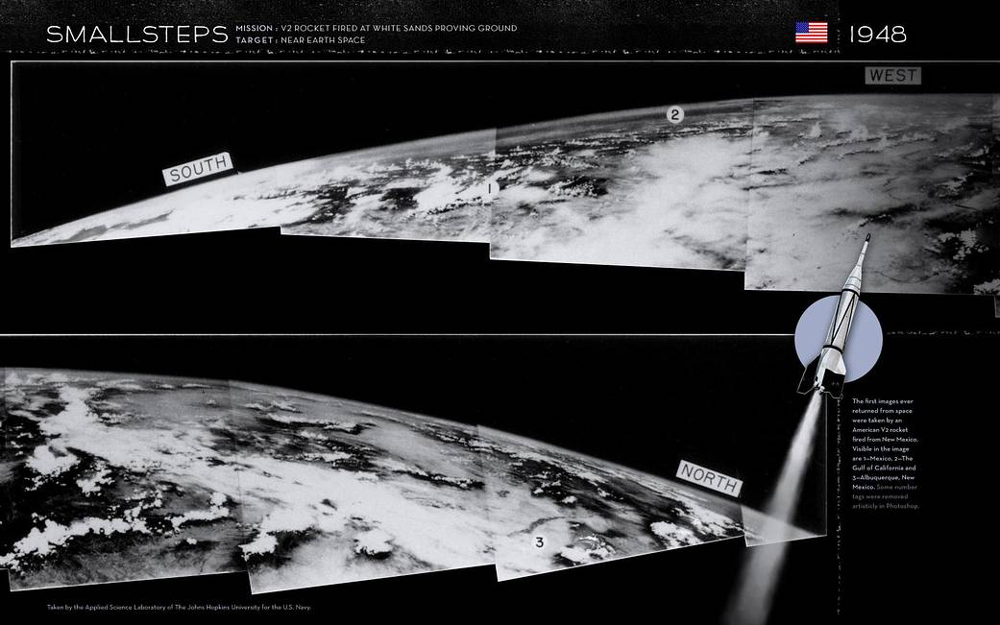 SMALLSTEPS
MISSION : V2 ROCKET FIRED AT WHITE SANDS PROVING GROUND
TARGET : NEAR EARTH SPACE
1948
WEST
2
SOUTH
1
The first images ever
returned from space
were taken by an
American V2 rocket
fired from New Mexico.
Visible in the image
are 1—Mexico, 2—The
Gulf of California and
3—Albuquerque, New
Mexico. Some number
tags were removed
artisticly in Photoshop.
NORTH
3
Taken by the Applied Science Laboratory of The Johns Hopkins University for the U.S. Navy.